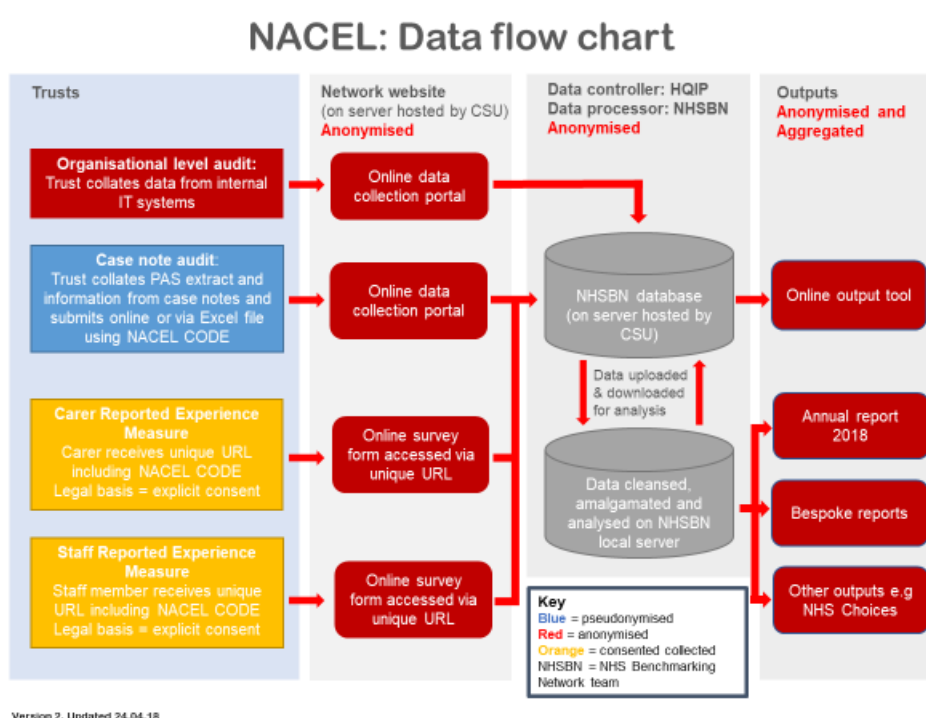 NACEL: Data flow chart
Trusts
Organisational level audit:
Trust collates data from internal
IT systems
Case note audit:
Trust collates PAS extract and
information from case notes and
submits online or via Excel file
using NACEL CODE
Carer Reported Experience
Measure
Carer receives unique URL
including NACEL CODE
Legal basis = explicit consent
Staff Reported Experience
Measure
Staff member receives unique
URL including NACEL CODE
Legal basis = explicit consent
Network website
(on server hosted by CSU)
Anonymised
Online data
collection portal
Online data
collection portal
Online survey
form accessed via
unique URL
Online survey
form accessed via
unique URL
Data controller: HQIP
Data processor: NHSBN
Anonymised
NHSBN database
(on server hosted by
CSU)
Data uploaded
& downloaded
for analysis
Data cleansed,
amalgamated and
analysed on NHSBN
local server
Key
Blue = pseudonymised
Red = anonymised
Orange = consented collected
NHSBN = NHS Benchmarking
Network team
Outputs
Anonymised and
Aggregated
Online output tool
Annual report
2018
Bespoke reports
Other outputs e.g
NHS Choices
Version 2. Updated 24.04.18